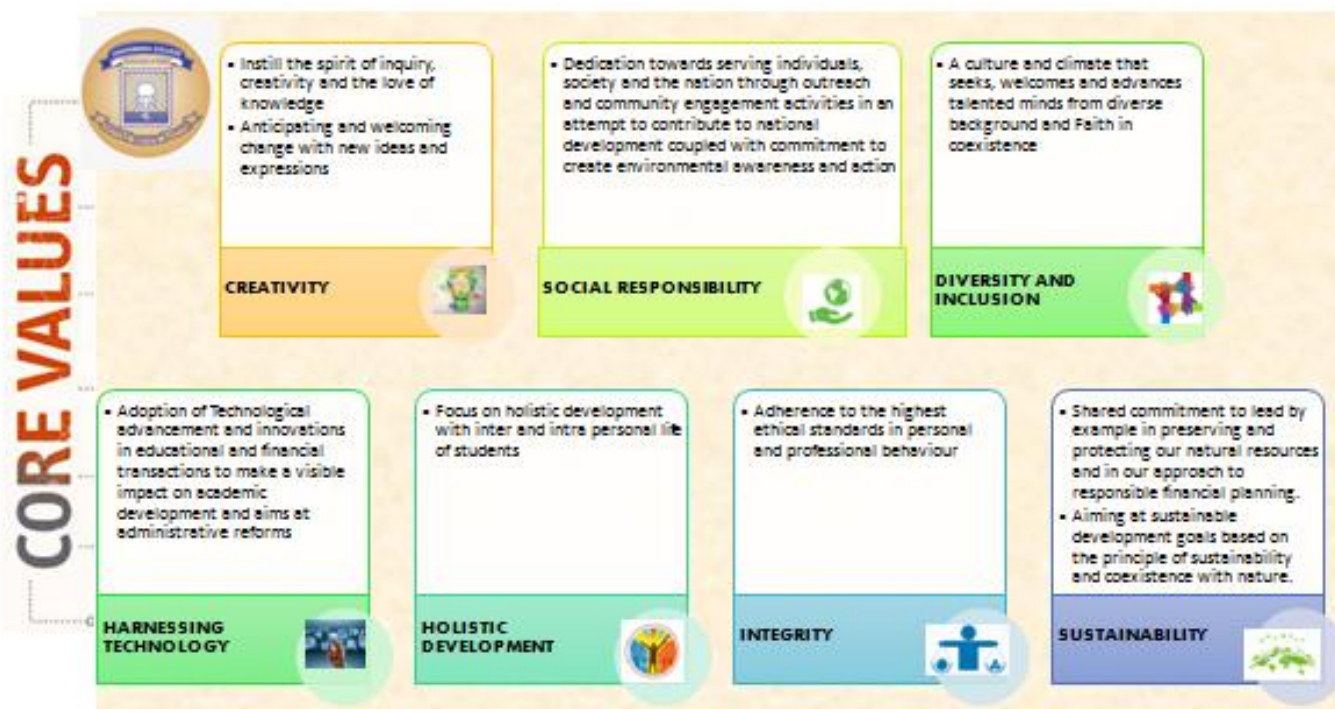 CORE VALUES
• Instill the spirit of inquiry,
creativity and the love of
knowledge
• Anticipating and welcoming
change with new ideas and
expressions
CREATIVITY
• Dedication towards serving individuals,
society and the nation through outreach
and community engagement activities in an
attempt to contribute to national
development coupled with commitment to
create environmental awareness and action
SOCIAL RESPONSIBILITY
• A culture and climate that
seeks, welcomes and advances
talented minds from diverse
background and Faith in
coexistence
DIVERSITY AND
INCLUSION
• Adoption of Technological
advancement and innovations
in educational and financial
transactions to make a visible
impact on academic
development and aims at
administrative reforms
HARNESSING
TECHNOLOGY
• Focus on holistic development
with inter and intra personal life
of students
HOLISTIC
DEVELOPMENT
• Adherence to the highest
ethical standards in personal
and professional behaviour
INTEGRITY
• Shared commitment to lead by
example in preserving and
protecting our natural resources
and in our approach to
responsible financial planning.
• Aiming at sustainable
development goals based on
the principle of sustainability
and coexistence with nature.
SUSTAINABILITY